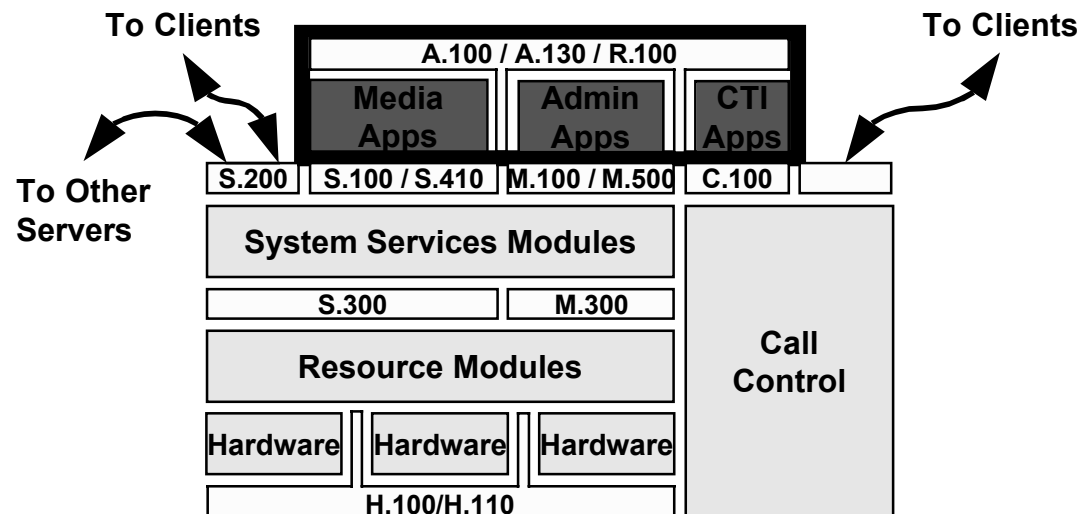 To Clients
To Clients
A.100 / A.130 / R.100
Media
Apps
Admin
Apps
CTI
Apps
To Other
Servers
S.200
S.100 / S.410
M.100 / M.500
C.100
System Services Modules
S.300
M.300
Resource Modules
Call
Control
Hardware
Hardware
Hardware
H.100/H.110